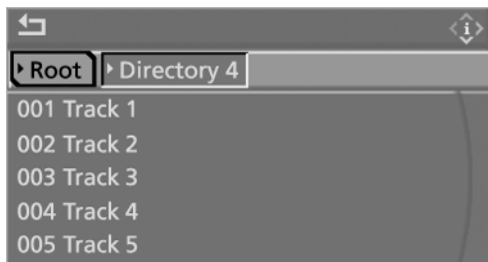 Root Directory 4
001 Track 1
002 Track 2
003 Track 3
004 Track 4
005 Track 5